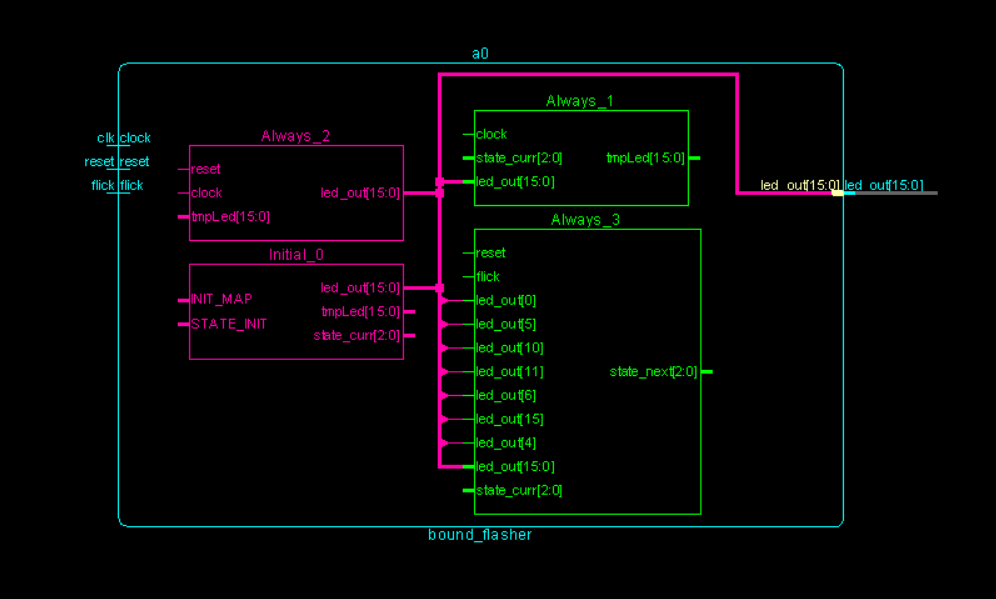 a0
clk clock
reset reset
flick flick
Always_2
reset
clock
tmpLed[15:0]
led_out[15:0]
Initial_0
INIT_MAP
STATE_INIT
led_out[15:0]
tmpLed[15:0]
state_curr[2:0]
Always_1
clock
state_curr[2:0]
led_out[15:0]
tmpLed[15:0]
Always_3
reset
flick
led_out[0]
led_out[5]
led_out[10]
led_out[11]
led_out[6]
led_out[15]
led_out[4]
led_out[15:0]
state_curr[2:0]
state_next[2:0]
led_out[15:0] led_out[15:0]
bound_flasher